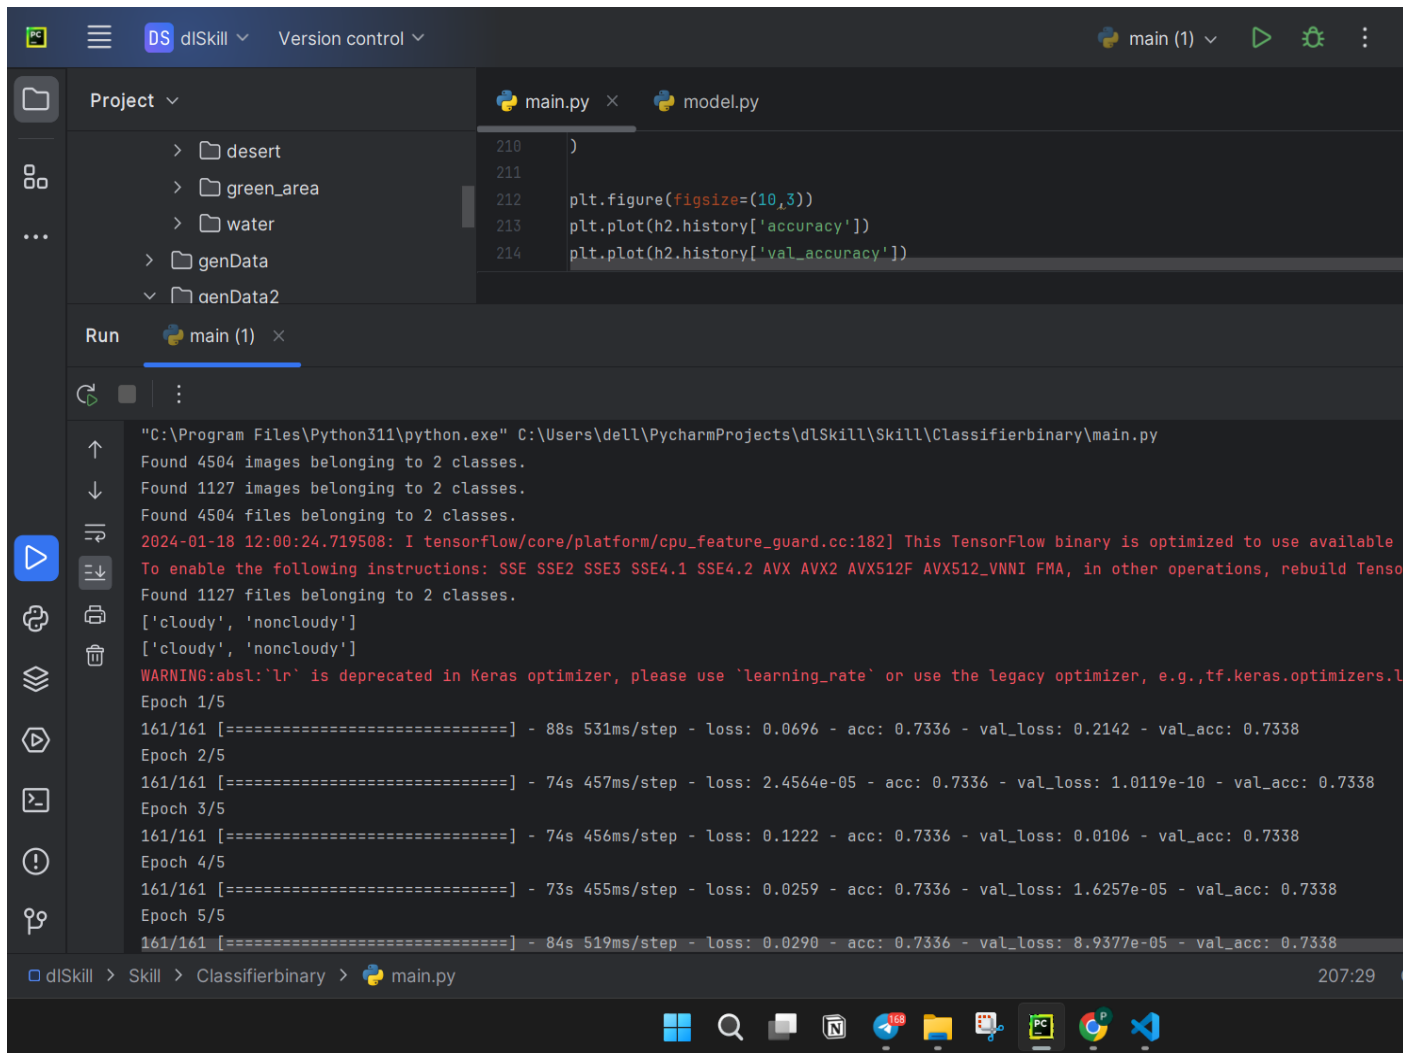 PC
DS dlSkill
Version control
main (1)
Project
main.py
model.py
desert
green_area
water
genData
genData2
210 )
211
212 plt.figure(figsize=(10,3))
213 plt.plot(h2.history['accuracy'])
214 plt.plot(h2.history['val_accuracy'])
Run
main (1)
"C:\Program Files\Python311\python.exe" C:\Users\dell\PycharmProjects\dlSkill\Skill\Classifierbinary\main.py
Found 4504 images belonging to 2 classes.
Found 1127 images belonging to 2 classes.
Found 4504 files belonging to 2 classes.
2024-01-18 12:00:24.719508: I tensorflow/core/platform/cpu_feature_guard.cc:182] This TensorFlow binary is optimized to use available
To enable the following instructions: SSE SSE2 SSE3 SSE4.1 SSE4.2 AVX AVX2 AVX512F AVX512_VNNI FMA, in other operations, rebuild Tenso
Found 1127 files belonging to 2 classes.
['cloudy', 'noncloudy']
['cloudy', 'noncloudy']
WARNING:absl:`lr` is deprecated in Keras optimizer, please use `learning_rate` or use the legacy optimizer, e.g.,tf.keras.optimizers.l
Epoch 1/5
161/161 [==============================] - 88s 531ms/step - loss: 0.0696 - acc: 0.7336 - val_loss: 0.2142 - val_acc: 0.7338
Epoch 2/5
161/161 [==============================] - 74s 457ms/step - loss: 2.4564e-05 - acc: 0.7336 - val_loss: 1.0119e-10 - val_acc: 0.7338
Epoch 3/5
161/161 [==============================] - 74s 456ms/step - loss: 0.1222 - acc: 0.7336 - val_loss: 0.0106 - val_acc: 0.7338
Epoch 4/5
161/161 [==============================] - 73s 455ms/step - loss: 0.0259 - acc: 0.7336 - val_loss: 1.6257e-05 - val_acc: 0.7338
Epoch 5/5
161/161 [==============================] - 84s 519ms/step - loss: 0.0290 - acc: 0.7336 - val_loss: 8.9377e-05 - val_acc: 0.7338
dlSkill > Skill > Classifierbinary > main.py
207:29
N
168
PC
P